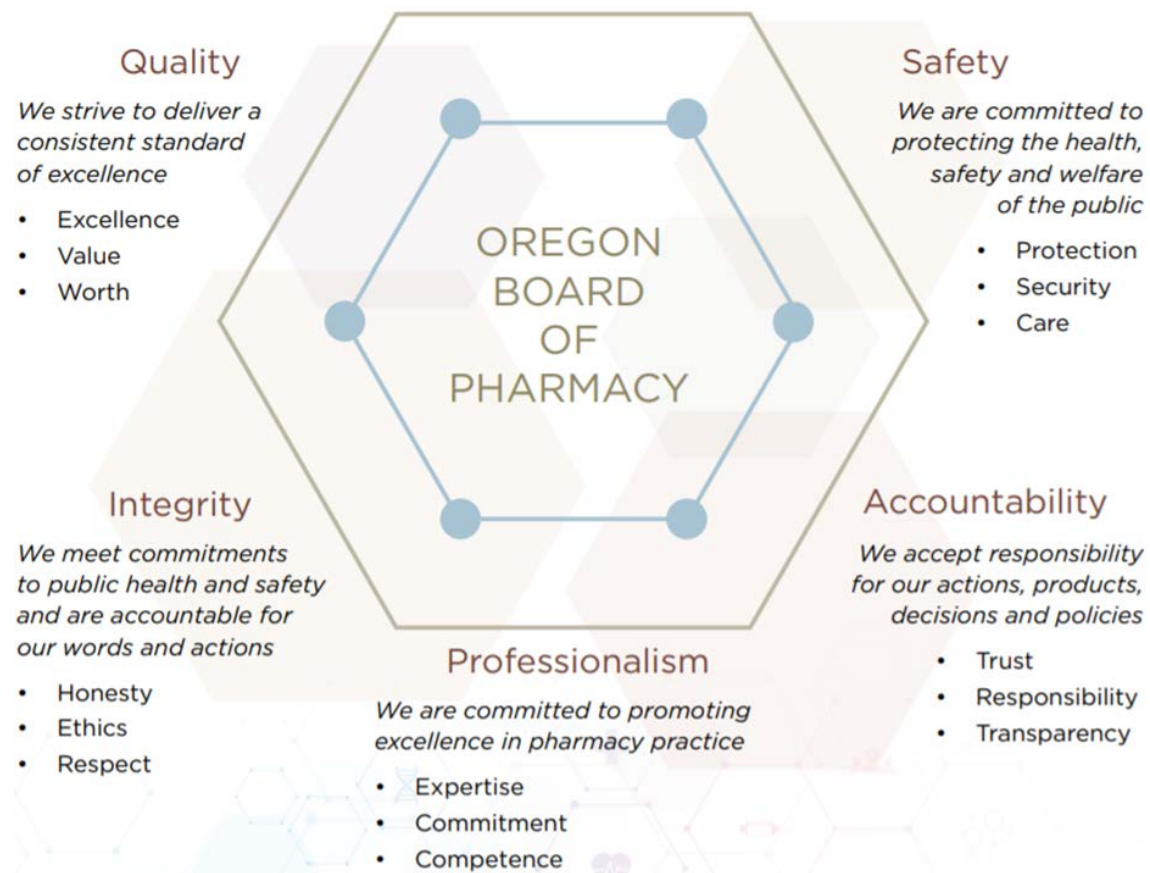 Quality
We strive to deliver a
consistent standard
of excellence
• Excellence
• Value
• Worth
Safety
We are committed to
protecting the health,
safety and welfare
of the public
• Protection
• Security
• Care
OREGON
BOARD
OF
PHARMACY
Integrity
We meet commitments
to public health and safety
and are accountable for
our words and actions
• Honesty
• Ethics
• Respect
Accountability
We accept responsibility
for our actions, products,
decisions and policies
• Trust
• Responsibility
• Transparency
Professionalism
We are committed to promoting
excellence in pharmacy practice
• Expertise
• Commitment
• Competence